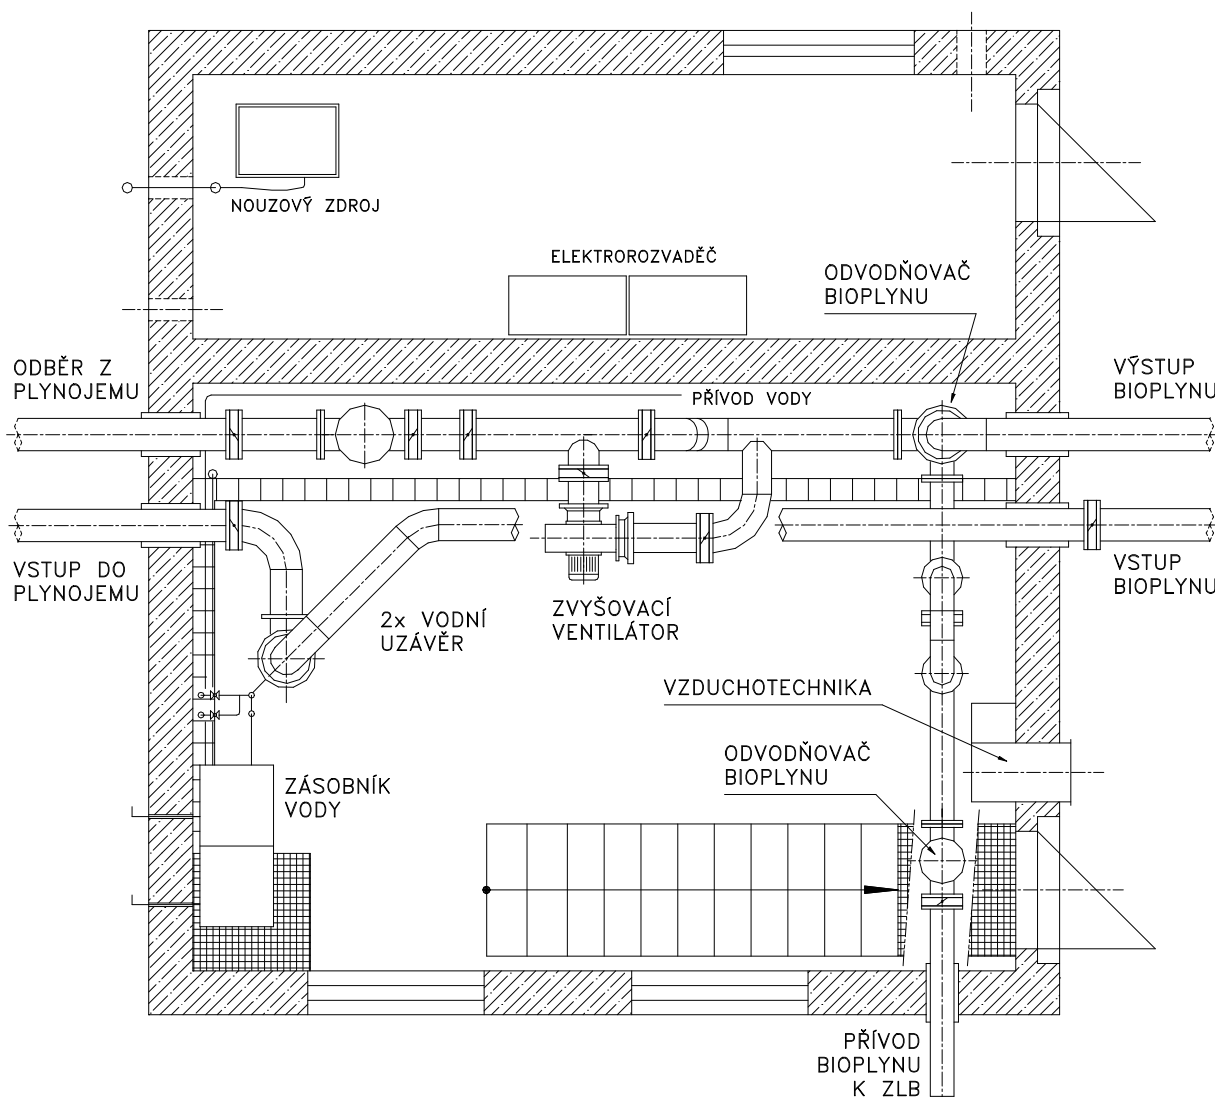 NOUZOVÝ ZDROJ
ELEKTROROZVADĚČ
ODVODŇOVAČ
BIOPLYNU
ODBĚR Z
PLYNOJEMU
PŘÍVOD VODY
VÝSTUP
BIOPLYNU
VSTUP DO
PLYNOJEMU
2x VODNÍ
UZÁVĚR
ZVYŠOVACÍ
VENTILÁTOR
VSTUP
BIOPLYNU
VZDUCHOTECHNIKA
ODVODŇOVAČ
BIOPLYNU
ZÁSOBNÍK
VODY
PŘÍVOD
BIOPLYNU
K ZLB